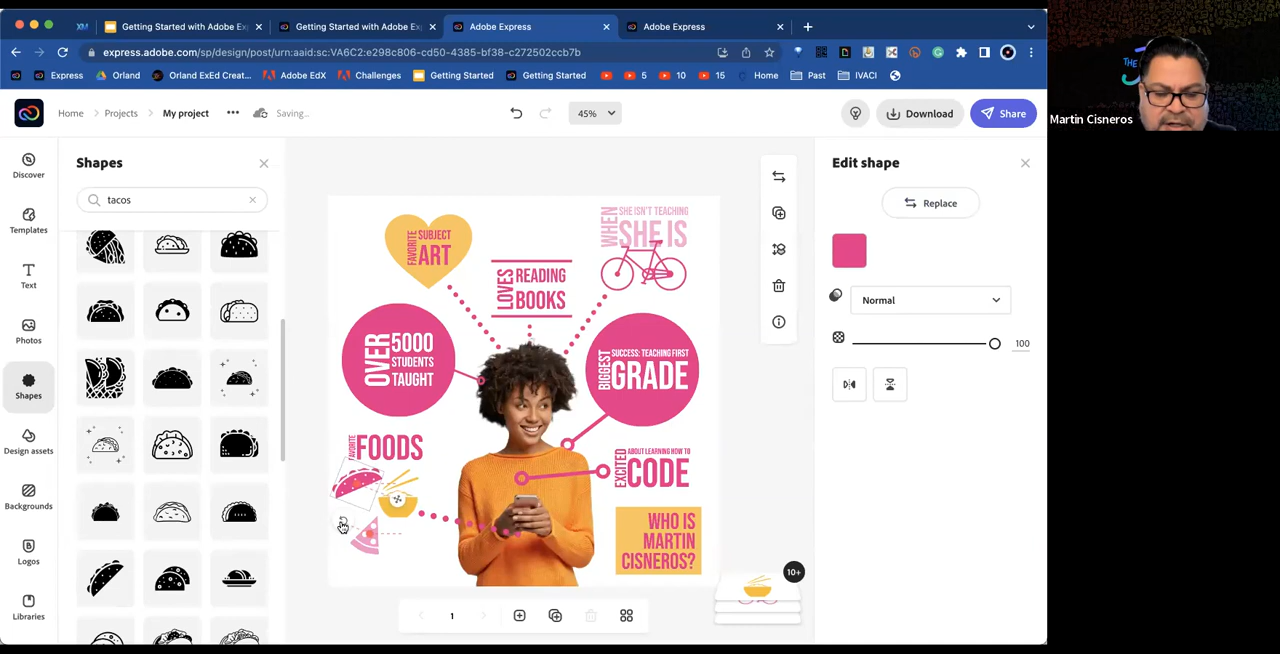 Getting Started with Adobe Ex
Getting Started with Adobe Ex
Adobe Express
Adobe Express
express.adobe.com/sp/design/post/urn:aaid:sc:VA6C2:e298c806-cd50-4385-bf38-c272502ccb7b
Express
Orland
Orland ExEd Creat...
Adobe EdX
Challenges
Getting Started
Getting Started
5
10
15
Home
Past
IVACI
THE
Martin Cisneros
Home
Projects
My project
Saving...
45%
Download
Share
Discover
Templates
Text
Photos
Shapes
Design assets
Backgrounds
Logos
Libraries
Shapes
tacos
FAVORITE SUBJECT
ART
LOVES READING
BOOKS
WHEN SHE ISN'T TEACHING
SHE IS
OVER 5000
STUDENTS
TAUGHT
BIGGEST SUCCESS: TEACHING FIRST
GRADE
FAVORITE FOODS
EXCITED ABOUT LEARNING HOW TO
CODE
WHO IS
MARTIN
CISNEROS?
1
10+
Edit shape
Replace
Normal
100